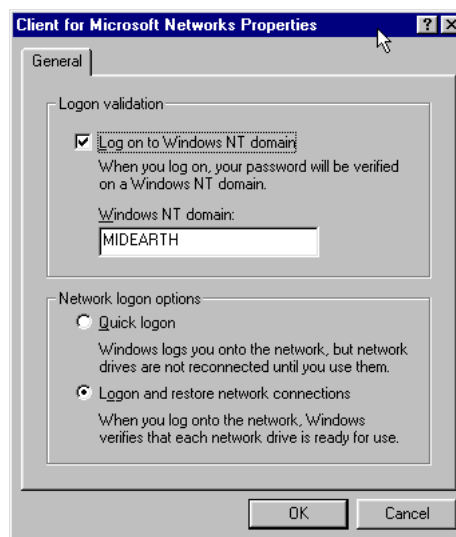 Client for Microsoft Networks Properties
General
Logon validation
Log on to Windows NT domain
When you log on, your password will be verified
on a Windows NT domain.
Windows NT domain:
MIDEARTH
Network logon options
Quick logon
Windows logs you onto the network, but network
drives are not reconnected until you use them.
Logon and restore network connections
When you log onto the network, Windows
verifies that each network drive is ready for use.
OK Cancel